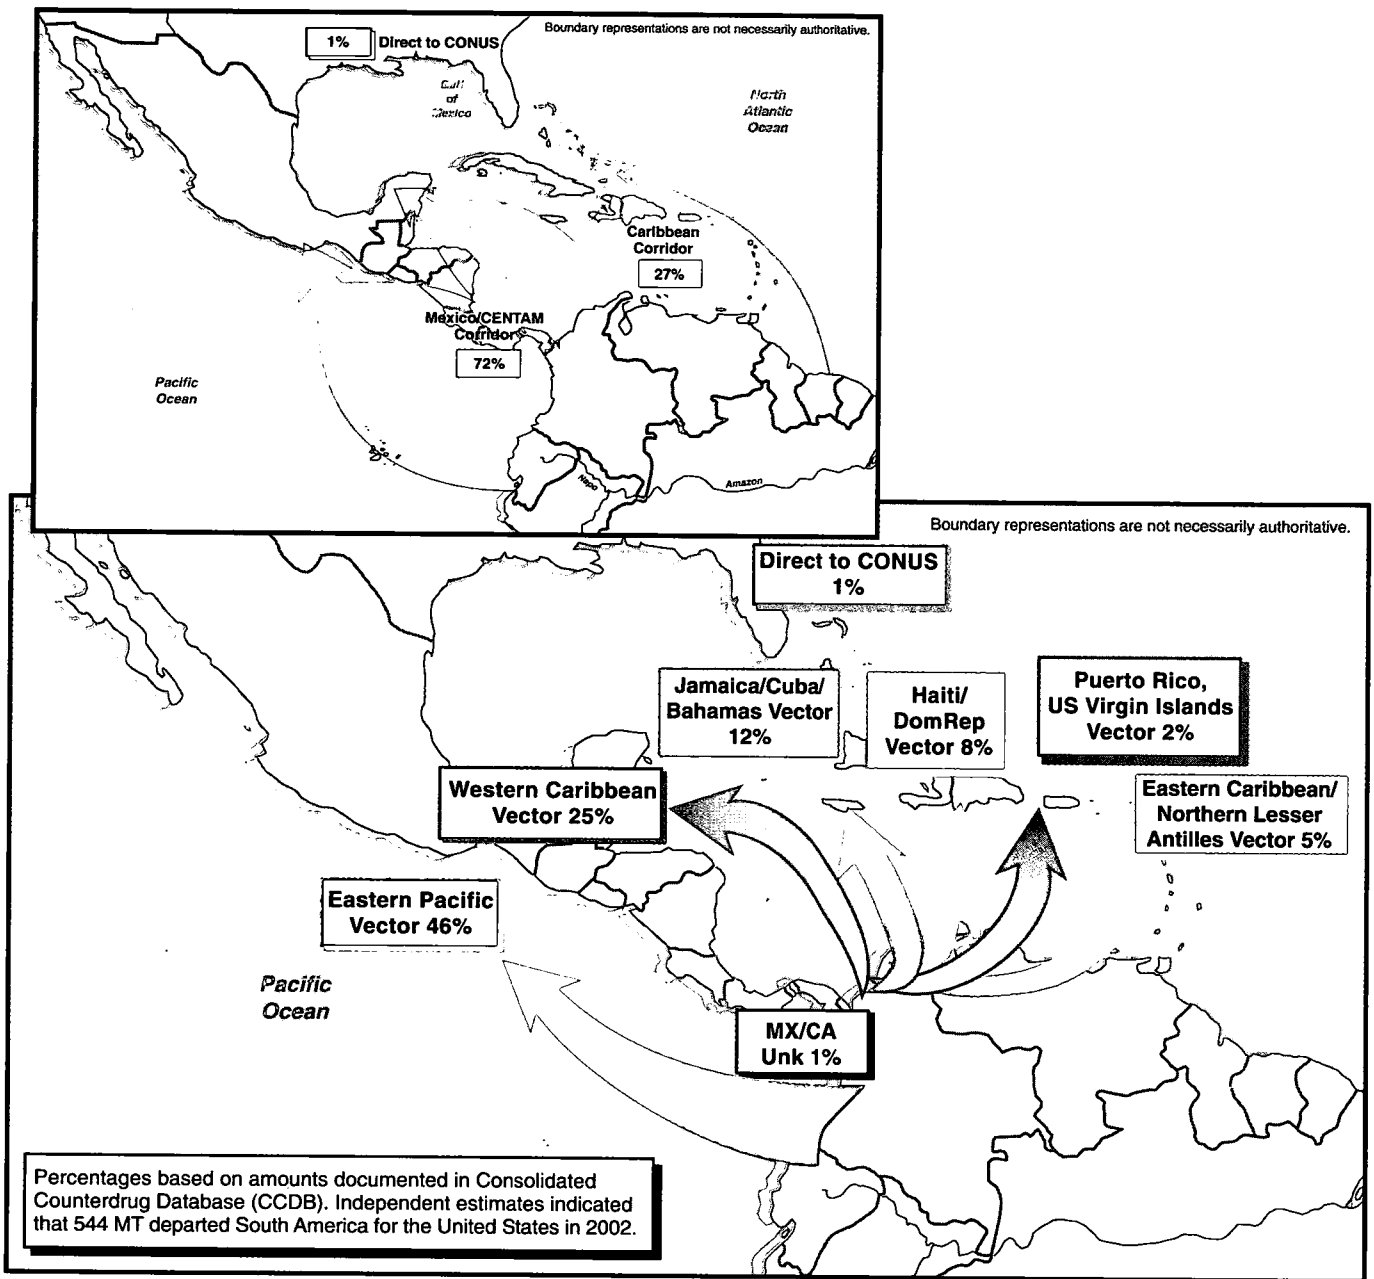 Boundary representations are not necessarily authoritative.
1%
Direct to CONUS
Gulf
of
Mexico
North
Atlantic
Ocean
Caribbean
Corridor
27%
Mexico/CENTAM
Corridor
72%
Pacific
Ocean
Napo
Amazon
Boundary representations are not necessarily authoritative.
Direct to CONUS
1%
Jamaica/Cuba/
Bahamas Vector
12%
Haiti/
DomRep
Vector 8%
Puerto Rico,
US Virgin Islands
Vector 2%
Western Caribbean
Vector 25%
Eastern Caribbean/
Northern Lesser
Antilles Vector 5%
Eastern Pacific
Vector 46%
Pacific
Ocean
MX/CA
Unk 1%
Percentages based on amounts documented in Consolidated
Counterdrug Database (CCDB). Independent estimates indicated
that 544 MT departed South America for the United States in 2002.